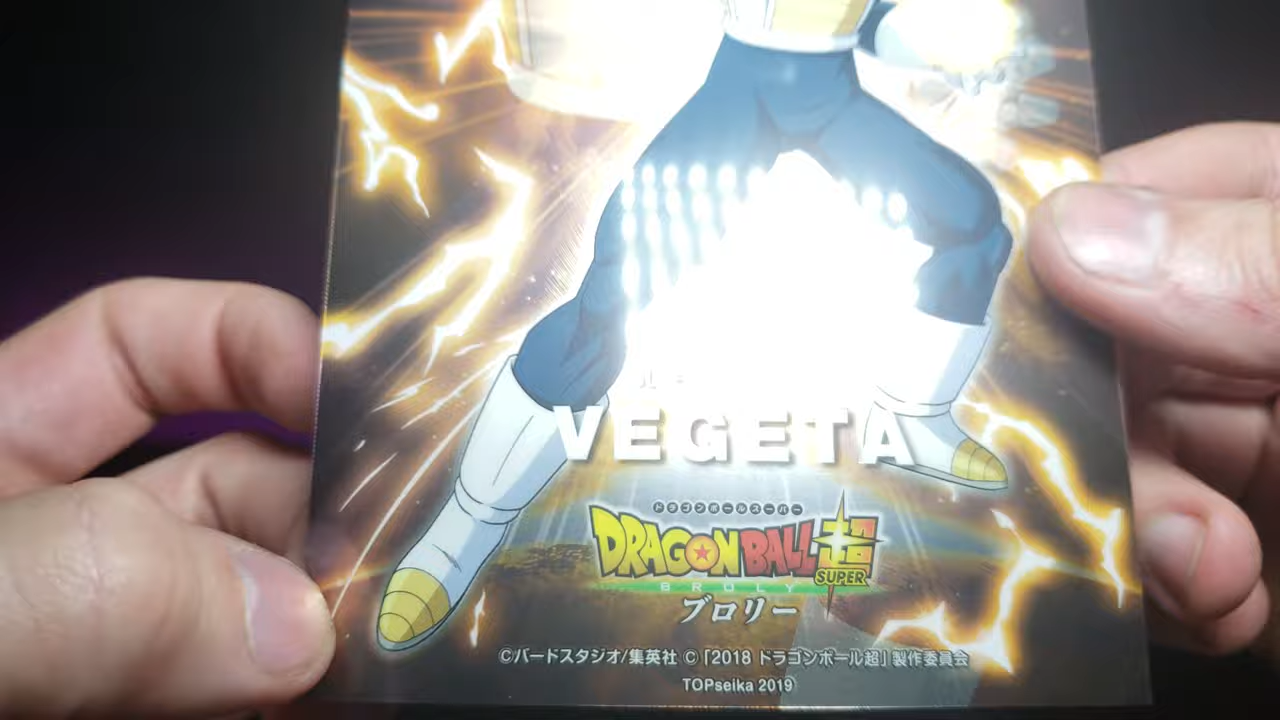 VEGETA
ドラゴンボールスーパー
DRAGON BALL 超
SUPER
BROLY
ブロリー
©バードスタジオ/集英社 ©「2018 ドラゴンボール超」製作委員会
TOPseika 2019